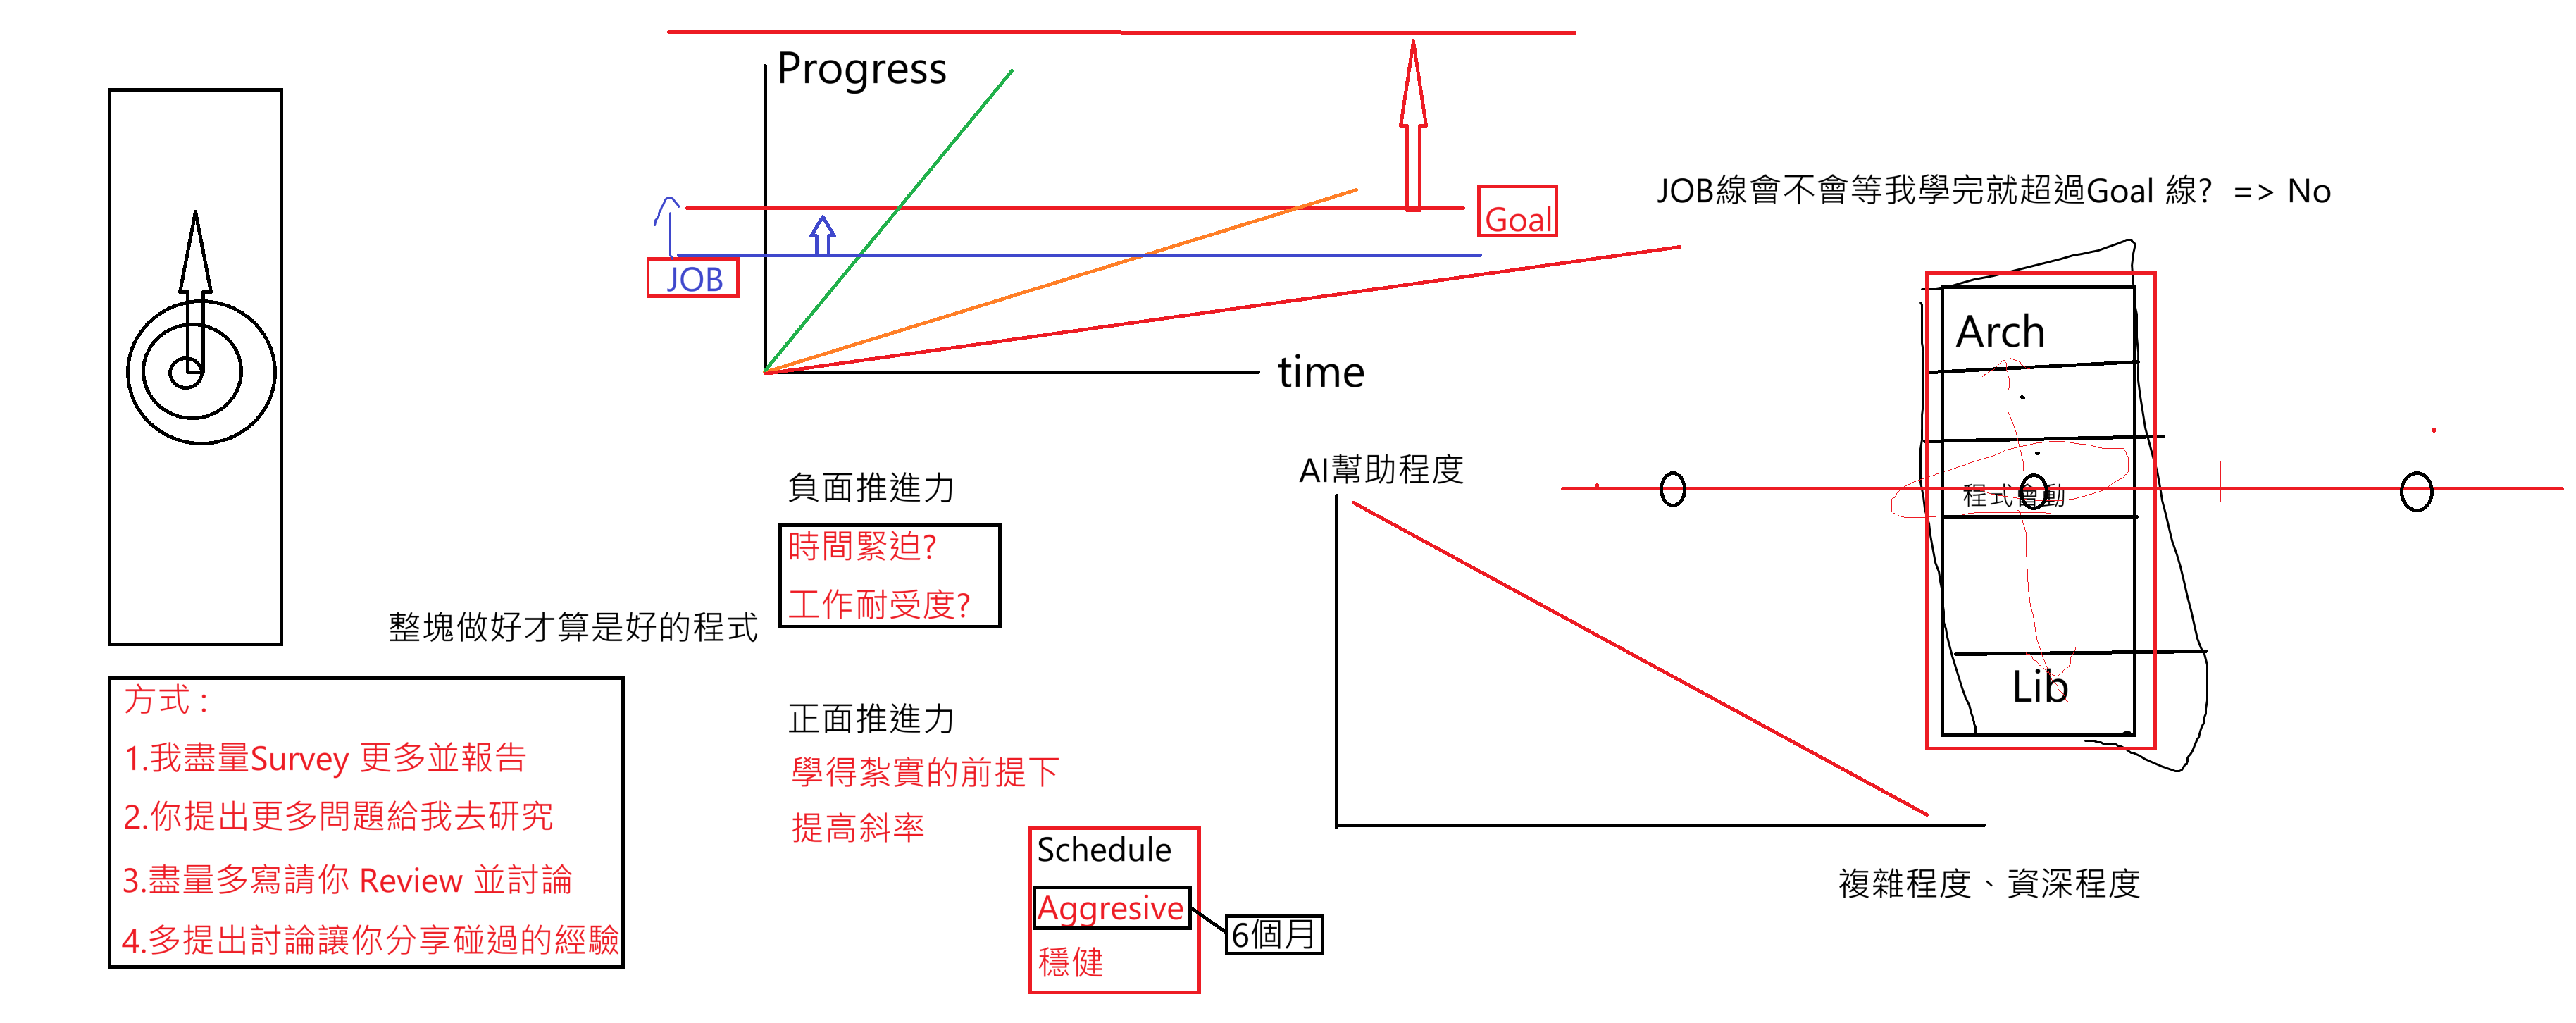 Progress
Goal
JOB
time
JOB線會不會等我學完就超過Goal 線? => No
Arch
程式會動
Lib
AI幫助程度
複雜程度、資深程度
負面推進力
時間緊迫?
工作耐受度?
整塊做好才算是好的程式
正面推進力
學得紮實的前提下
提高斜率
方式 :
1.我盡量Survey 更多並報告
2.你提出更多問題給我去研究
3.盡量多寫請你 Review 並討論
4.多提出討論讓你分享碰過的經驗
Schedule
Aggresive
6個月
穩健